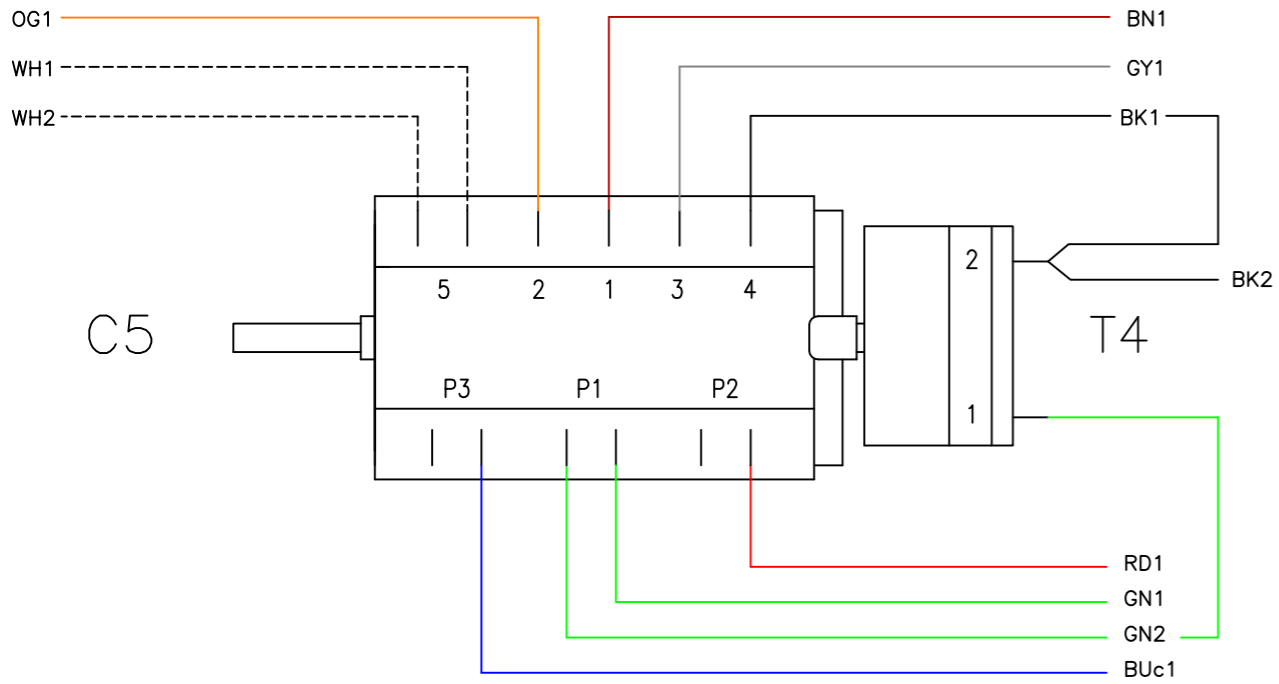 OG1
BN1
WH1
GY1
WH2
BK1
2
5 2 1 3 4
BK2
C5
T4
P3 P1 P2
1
RD1
GN1
GN2
BUc1